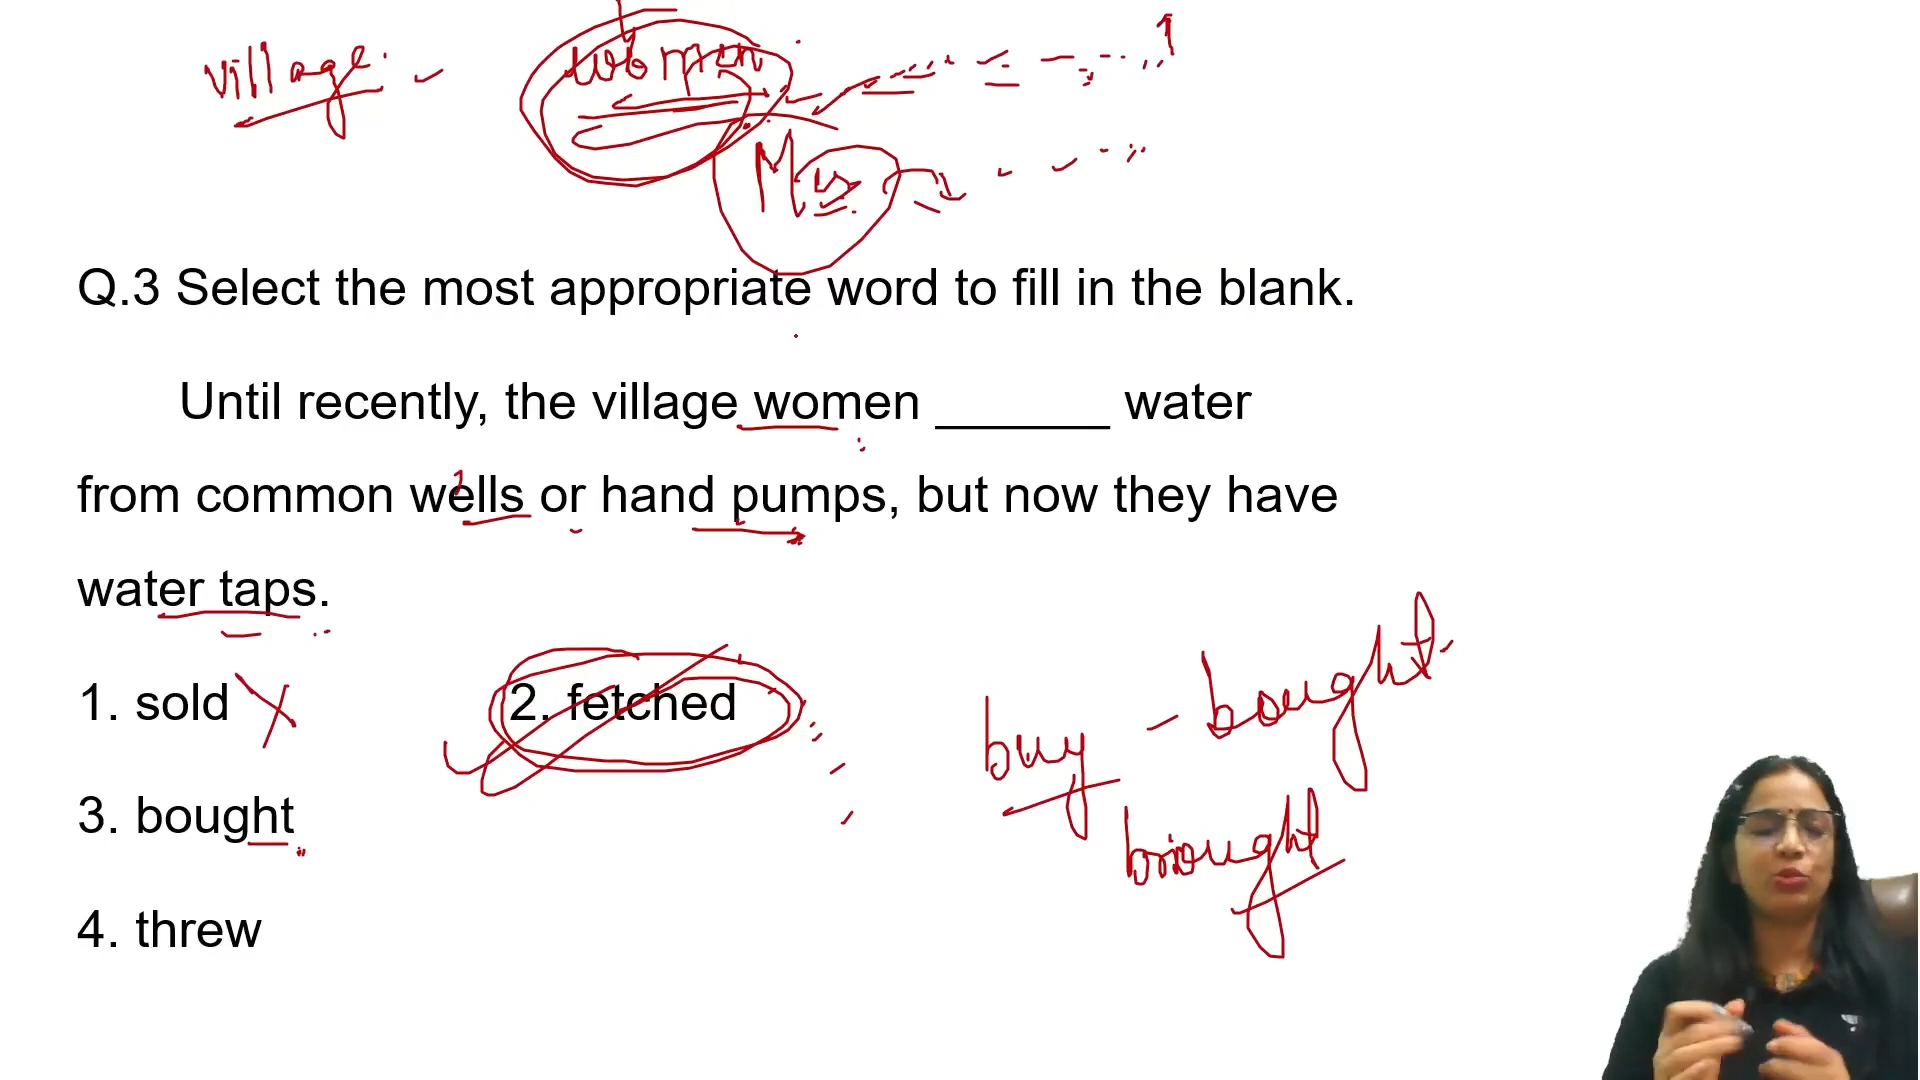 village.
women
Q.3 Select the most appropriate word to fill in the blank.
Until recently, the village women _______ water
from common wells or hand pumps, but now they have
water taps.
1. sold
2. fetched
3. bought
4. threw
buy - bought
brought